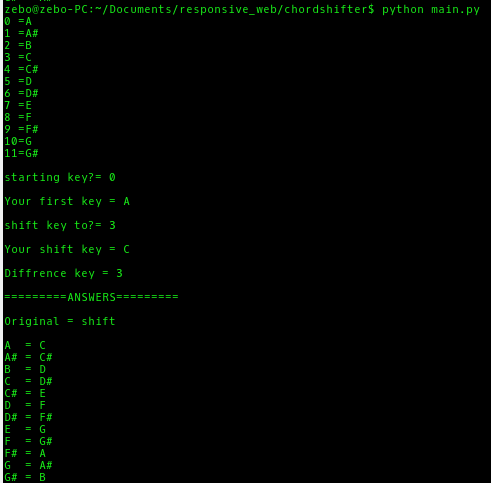 zebo@zebo-PC:~/Documents/responsive_web/chordshifter$ python main.py
0 =A
1 =A#
2 =B
3 =C
4 =C#
5 =D
6 =D#
7 =E
8 =F
9 =F#
10=G
11=G#
starting key?= 0
Your first key = A
shift key to?= 3
Your shift key = C
Diffrence key = 3
=========ANSWERS=========
Original = shift
A  = C
A# = C#
B  = D
C  = D#
C# = E
D  = F
D# = F#
E  = G
F  = G#
F# = A
G  = A#
G# = B